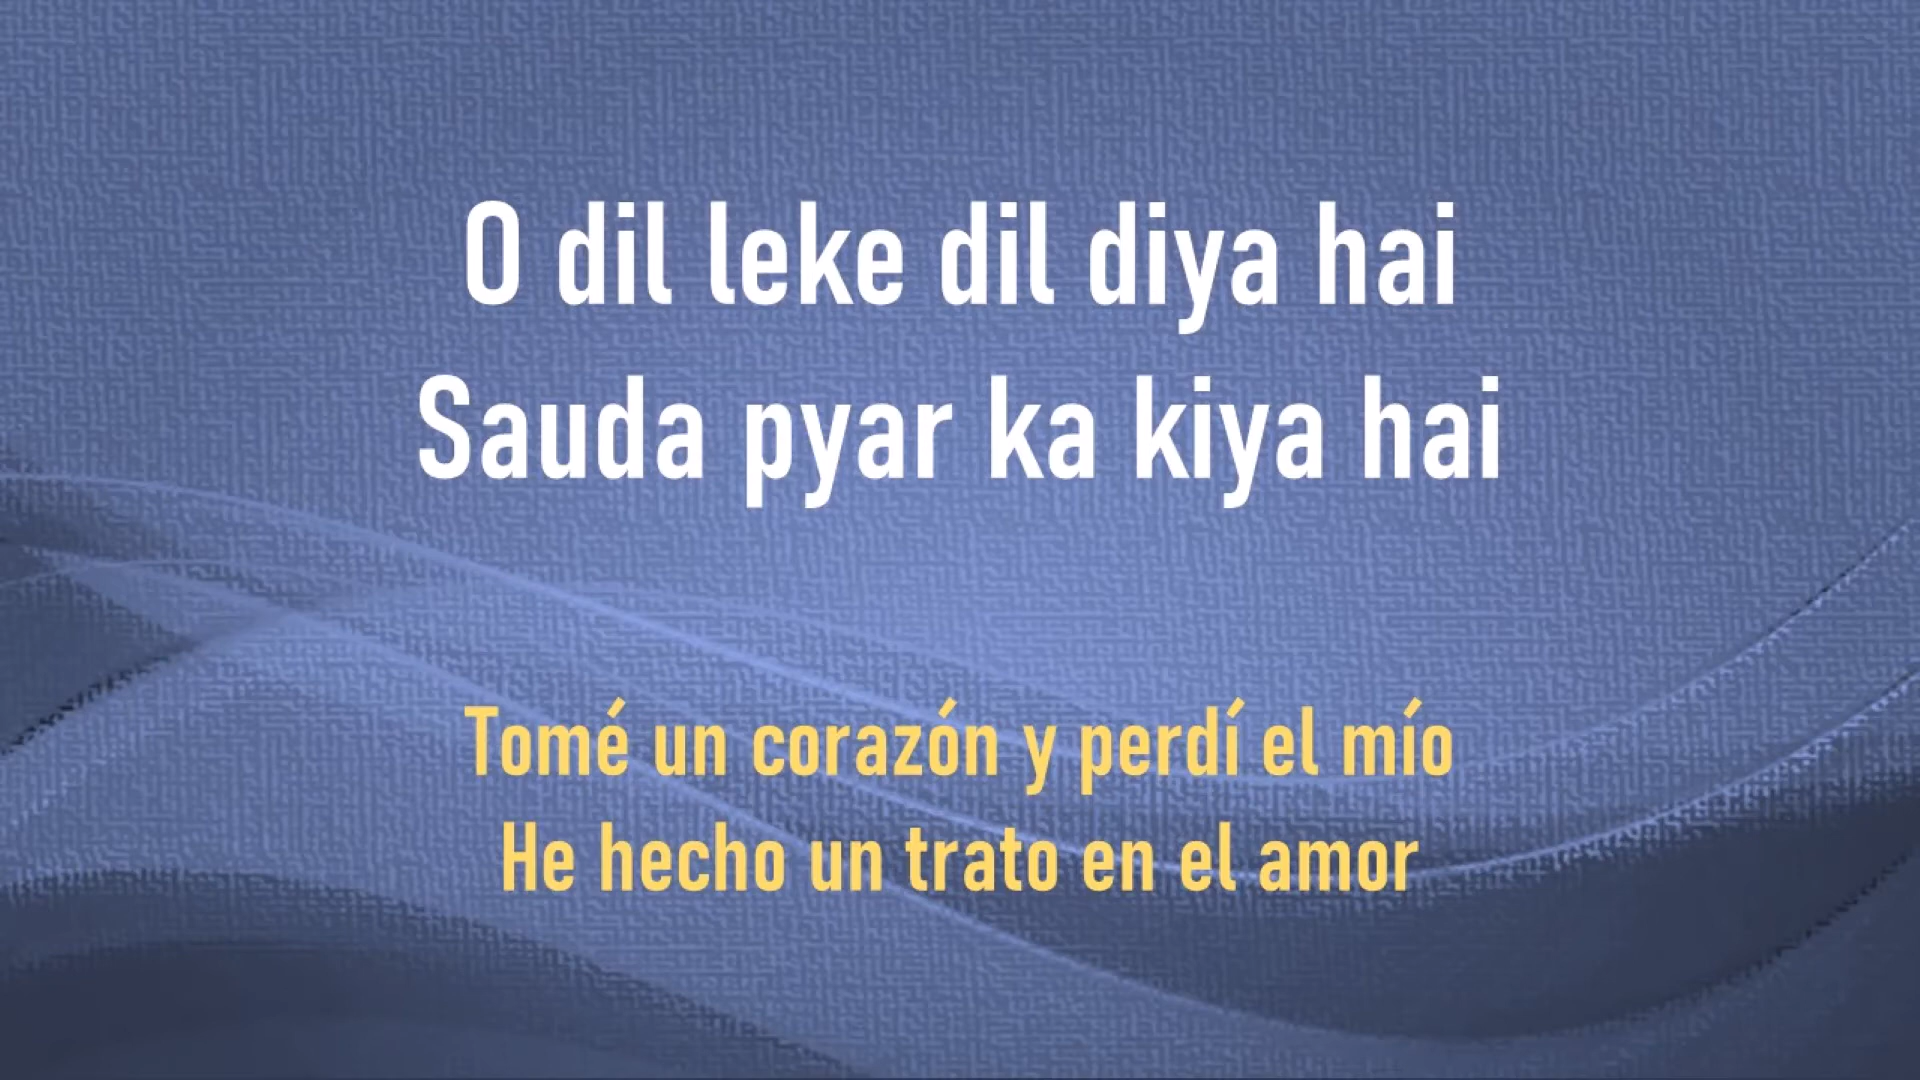 O dil leke dil diya hai
Sauda pyar ka kiya hai
Tomé un corazón y perdí el mío
He hecho un trato en el amor